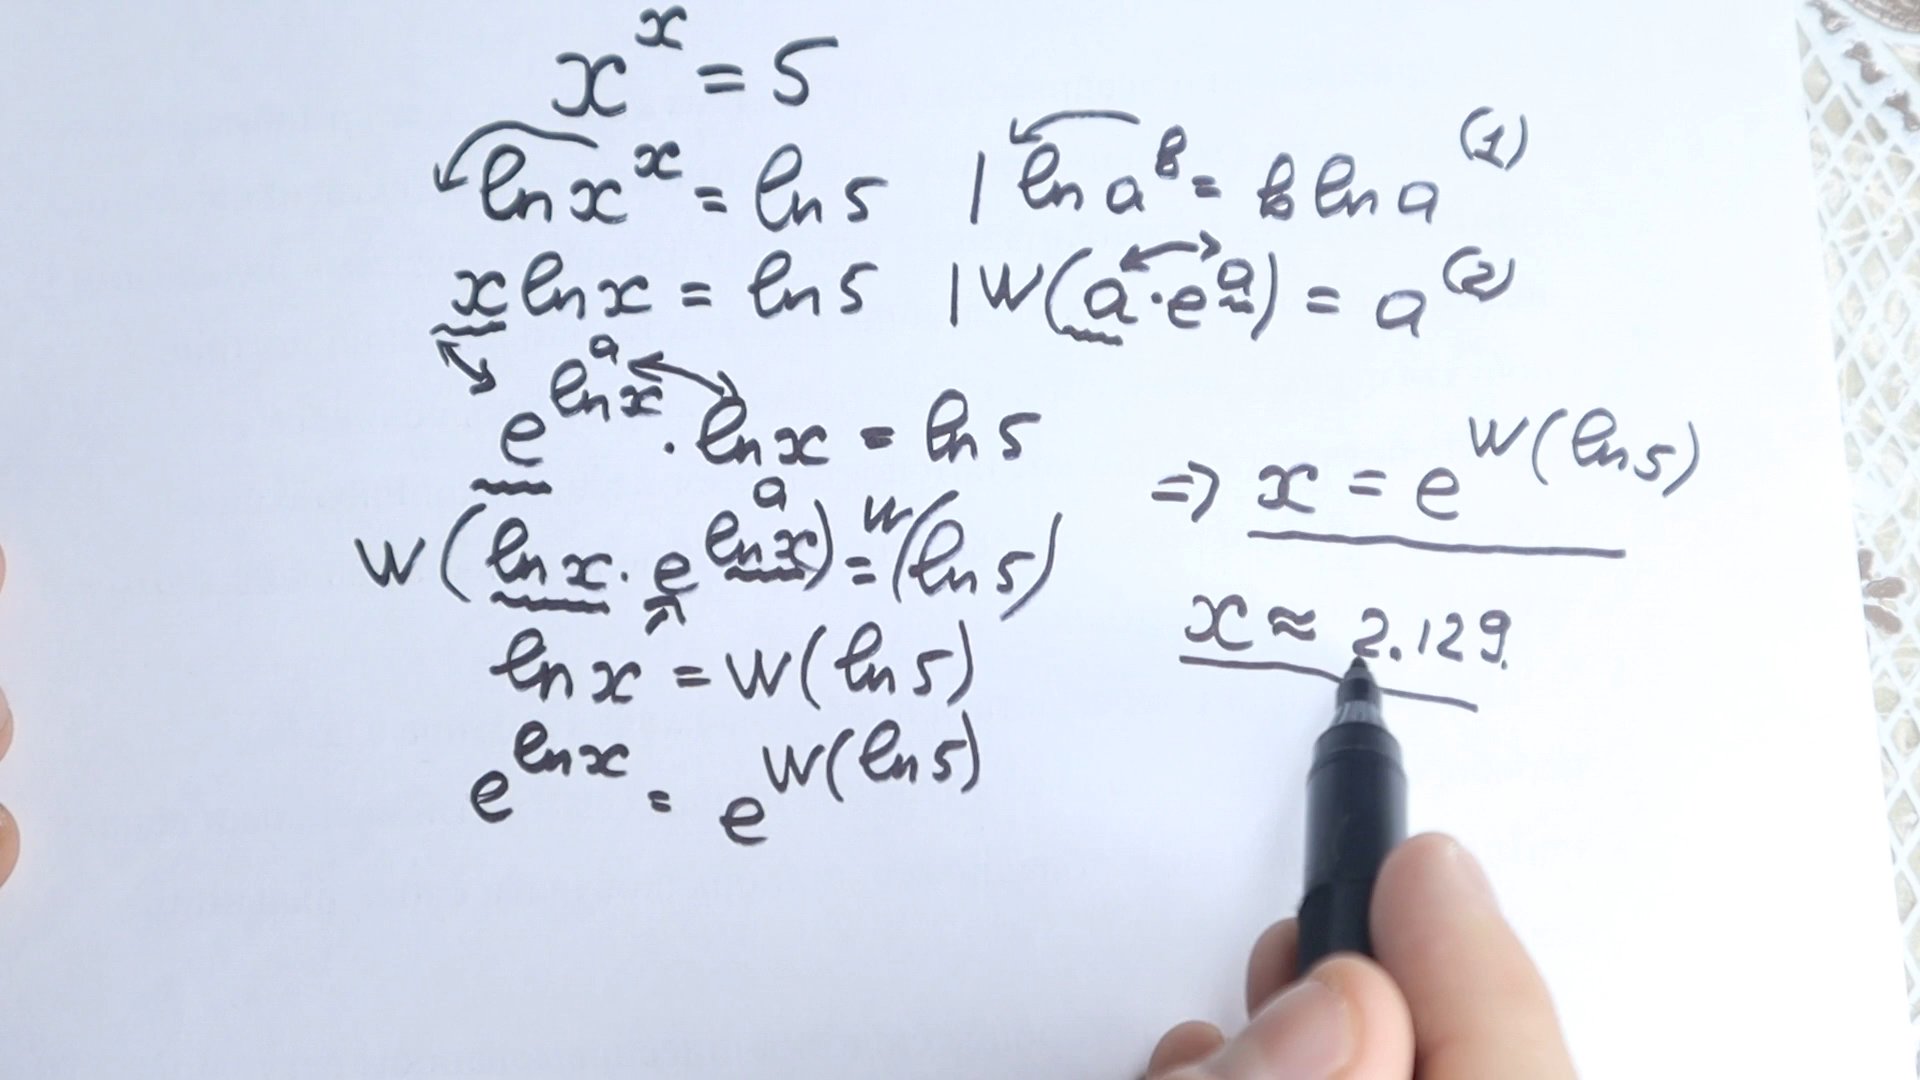 x^x = 5
ln x^x = ln 5 | ln a^b = b ln a (1)
x ln x = ln 5 | W(a·e^a) = a (2)
e^{ln x} · ln x = ln 5
a
W(ln x · e^{ln x}) = W(ln 5)
a
ln x = W(ln 5)
e^{ln x} = e^{W(ln 5)}
⇒ x = e^{W(ln 5)}
x ≈ 2.129.